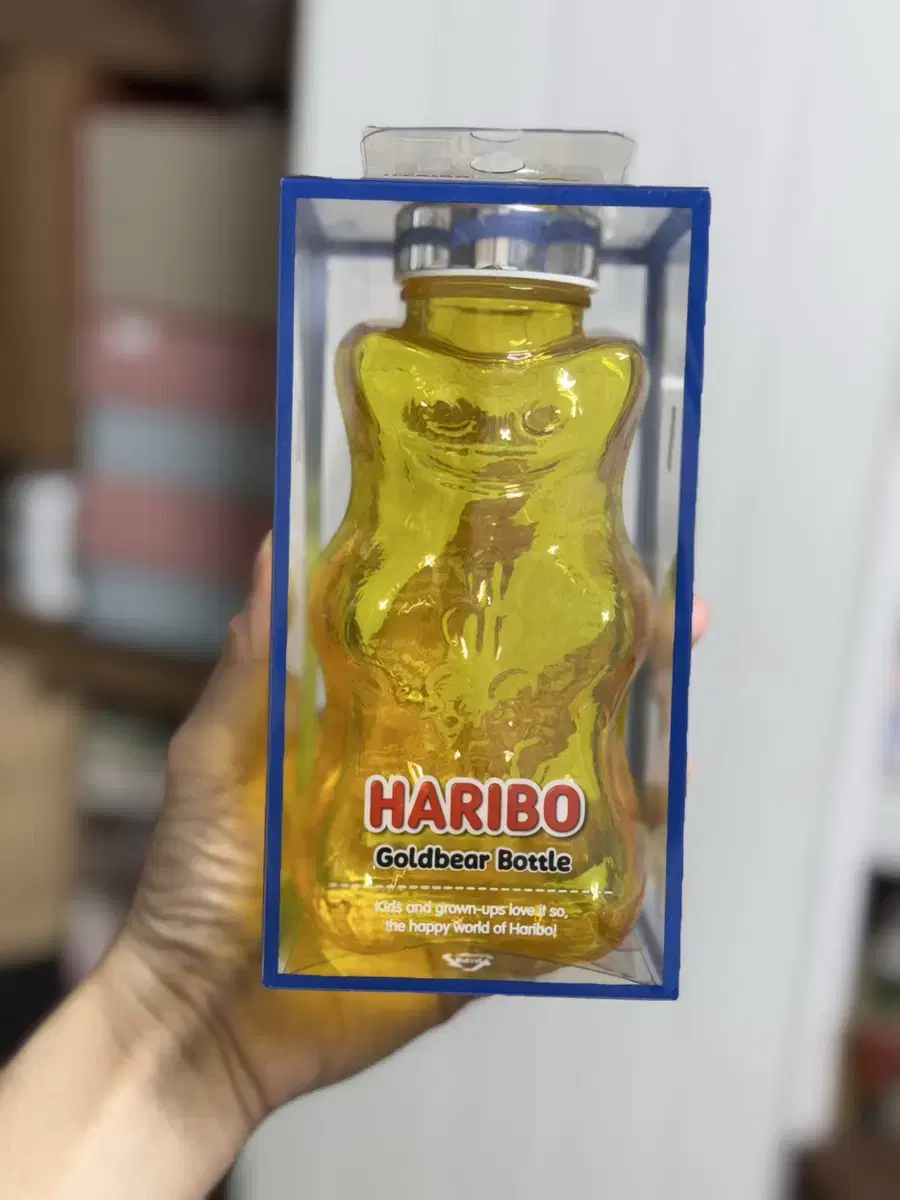 HARIBO
Goldbear Bottle
Kids and grown-ups love it so,
the happy world of Haribo!